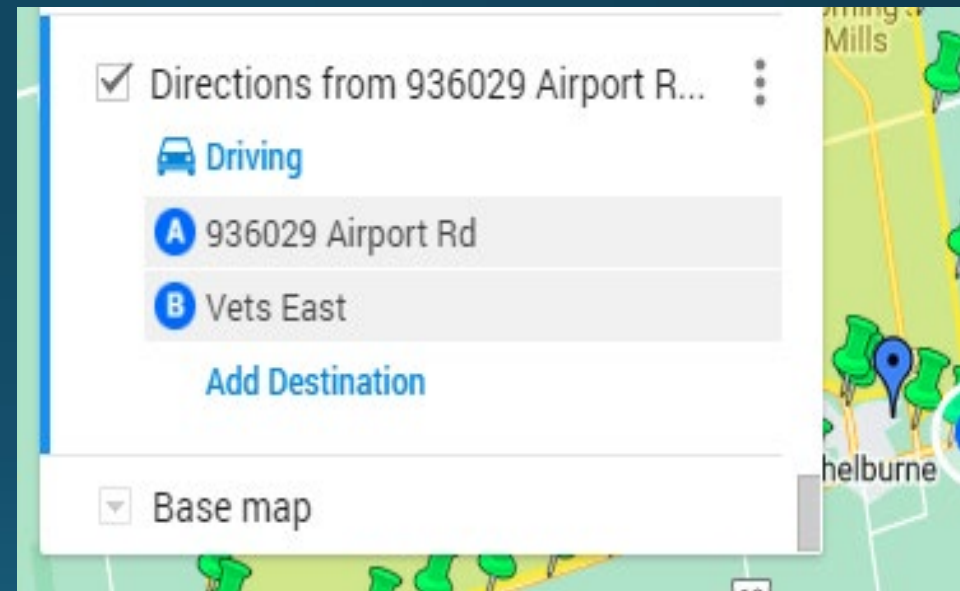 Mills
Directions from 936029 Airport R...
Driving
A 936029 Airport Rd
B Vets East
Add Destination
helburne
Base map